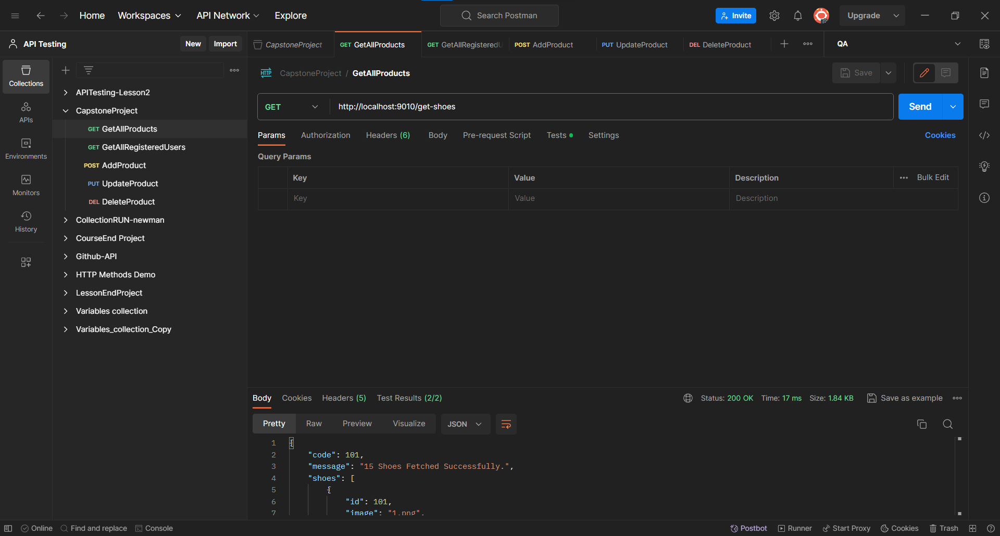 Home Workspaces API Network Explore Search Postman Invite Upgrade
API Testing New Import CapstoneProject GET GetAllProducts GET GetAllRegisteredU POST AddProduct PUT UpdateProduct DEL DeleteProduct QA
Collections
APIs
Environments
Monitors
History
APITesting-Lesson2
CapstoneProject
GET GetAllProducts
GET GetAllRegisteredUsers
POST AddProduct
PUT UpdateProduct
DEL DeleteProduct
CollectionRUN-newman
CourseEnd Project
Github-API
HTTP Methods Demo
LessonEndProject
Variables collection
Variables_collection_Copy
HTTP CapstoneProject / GetAllProducts Save
GET http://localhost:9010/get-shoes Send
Params Authorization Headers (6) Body Pre-request Script Tests Settings Cookies
Query Params
Key Value Description Bulk Edit
Key Value Description
Body Cookies Headers (5) Test Results (2/2) Status: 200 OK Time: 17 ms Size: 1.84 KB Save as example
Pretty Raw Preview Visualize JSON
1 {
2 "code": 101,
3 "message": "15 Shoes Fetched Successfully.",
4 "shoes": [
5 {
6 "id": 101,
7 "image": "1.png",
Online Find and replace Console Postbot Runner Start Proxy Cookies Trash